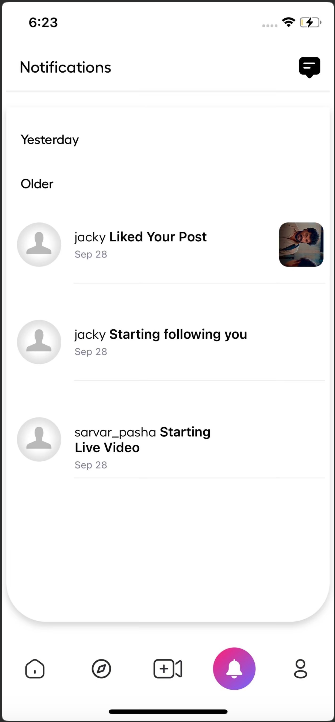 6:23
Notifications
Yesterday
Older
jacky Liked Your Post
Sep 28
jacky Starting following you
Sep 28
sarvar_pasha Starting
Live Video
Sep 28